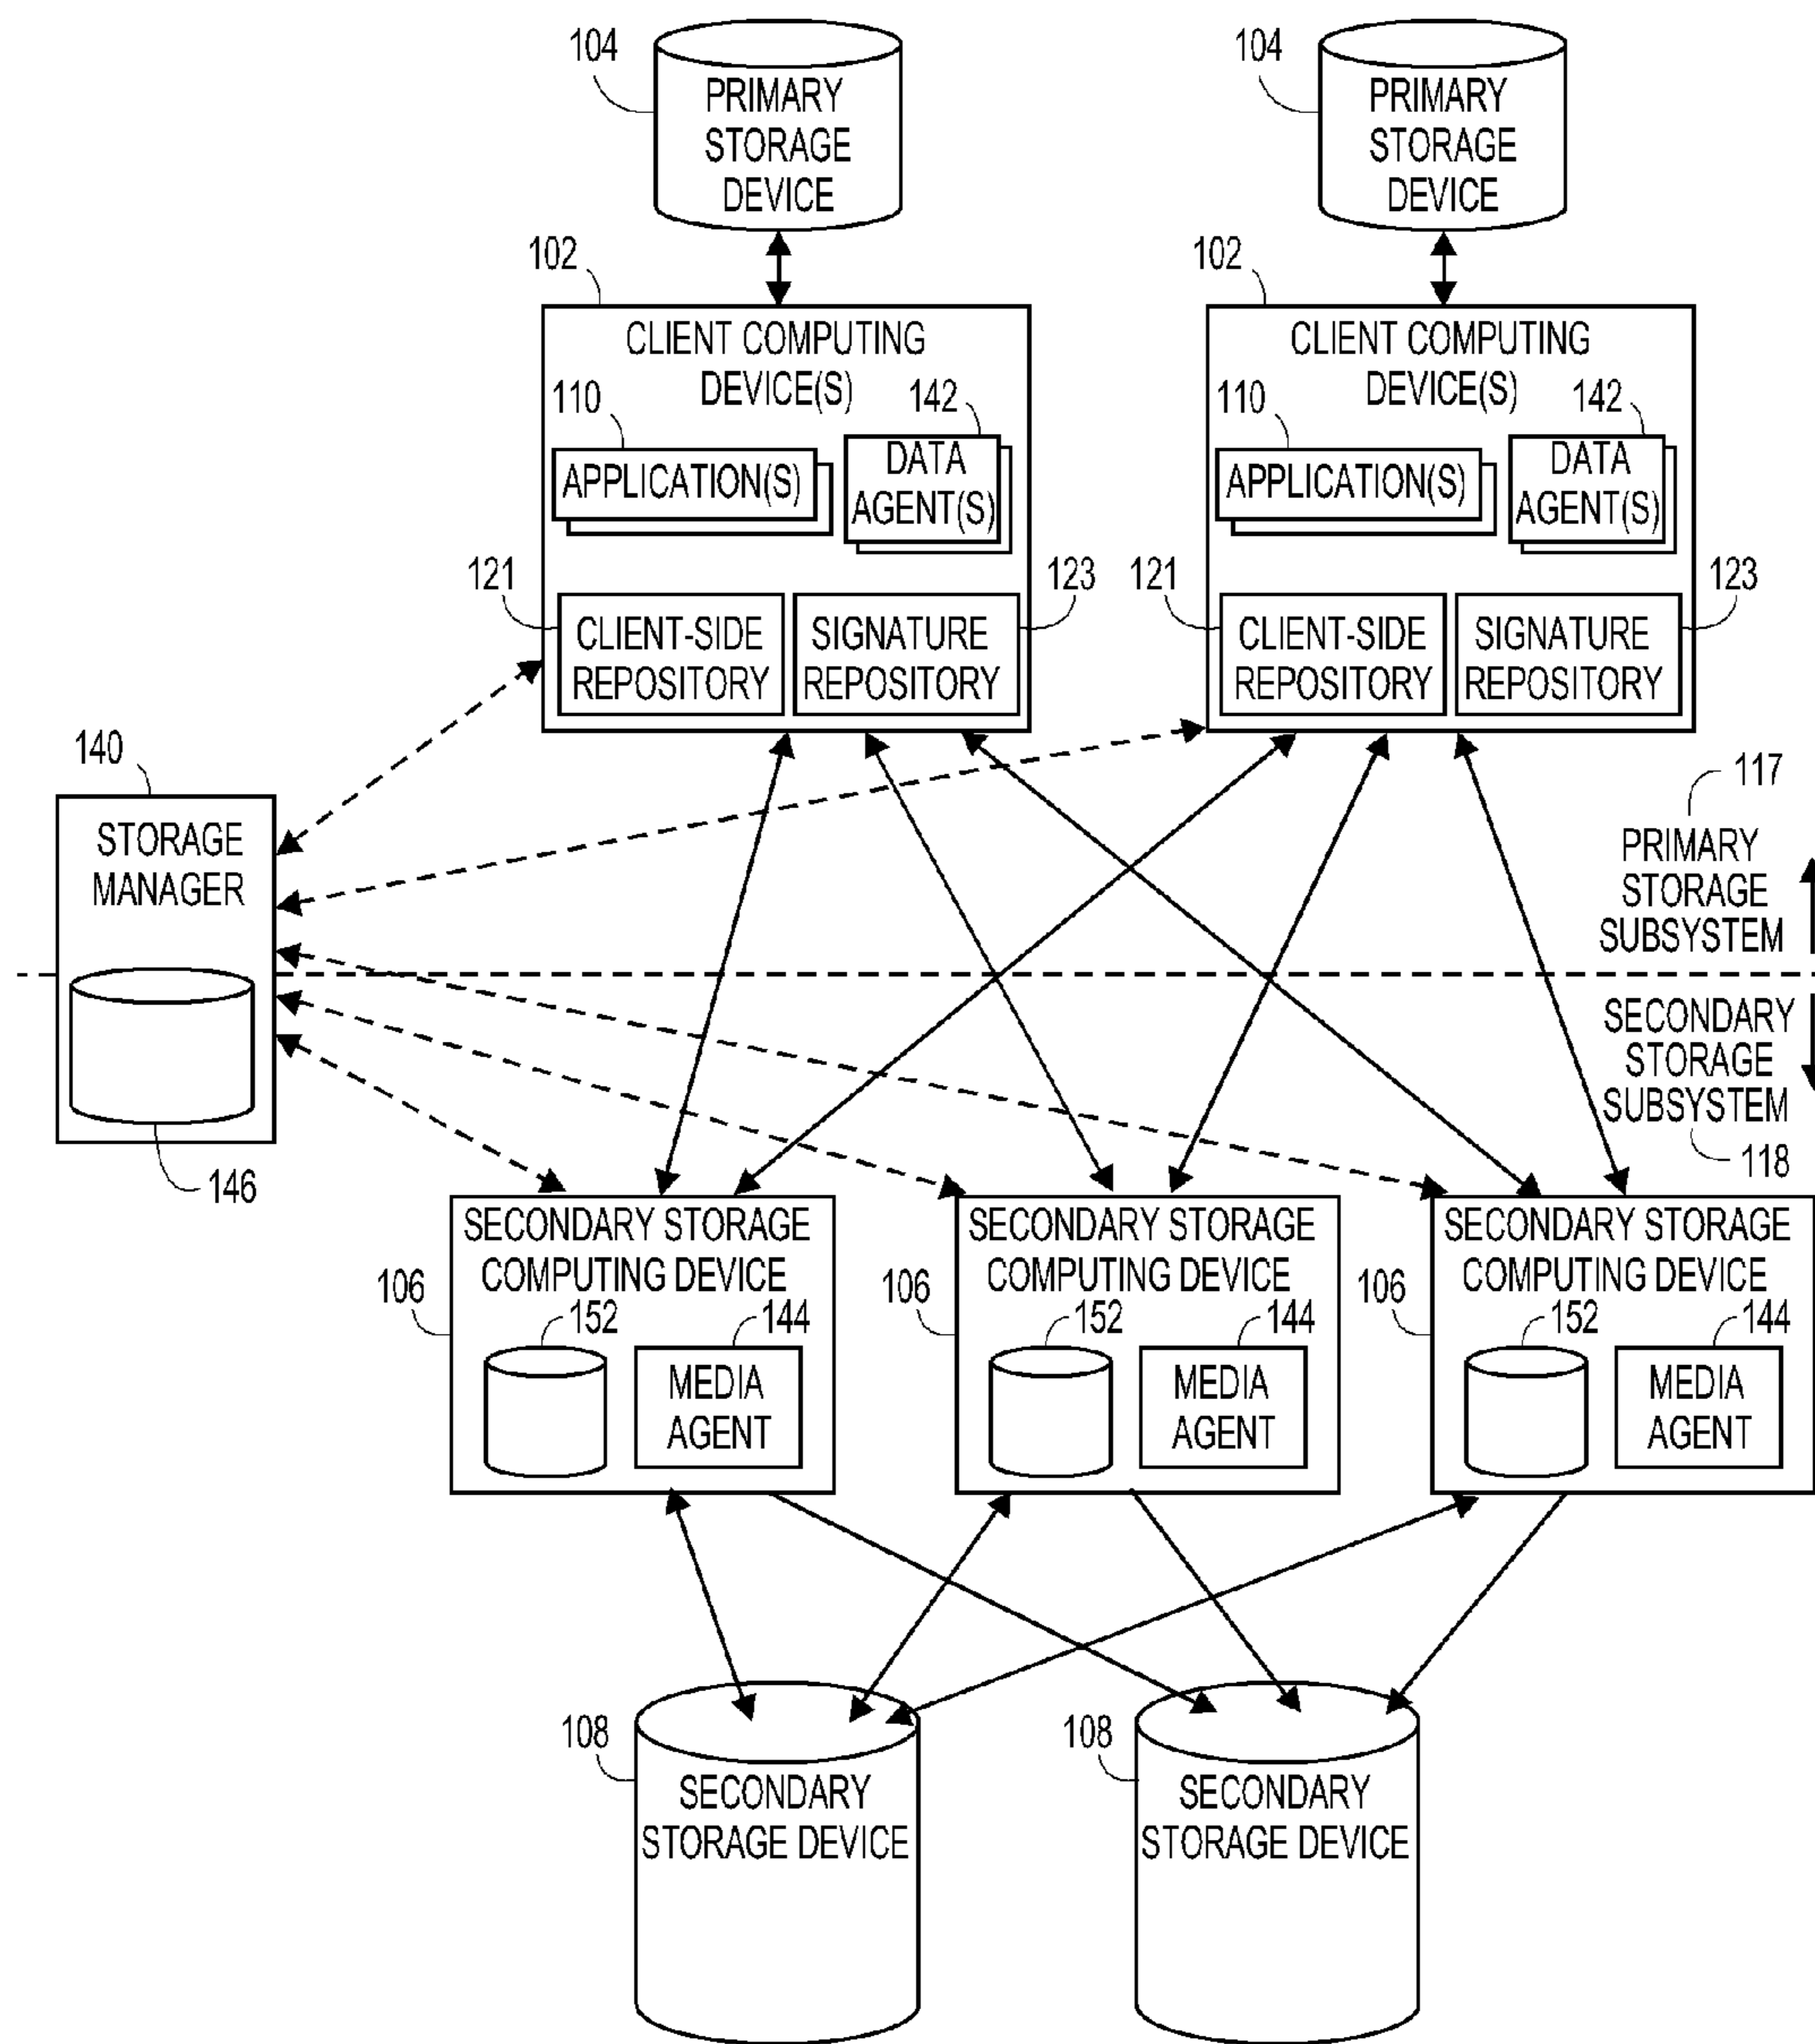 104
PRIMARY
STORAGE
DEVICE
104
PRIMARY
STORAGE
DEVICE
102
CLIENT COMPUTING
DEVICE(S)
110
142
APPLICATION(S)
DATA
AGENT(S)
121
123
CLIENT-SIDE
REPOSITORY
SIGNATURE
REPOSITORY
102
CLIENT COMPUTING
DEVICE(S)
110
142
APPLICATION(S)
DATA
AGENT(S)
121
123
CLIENT-SIDE
REPOSITORY
SIGNATURE
REPOSITORY
140
STORAGE
MANAGER
146
117
PRIMARY
STORAGE
SUBSYSTEM
SECONDARY
STORAGE
SUBSYSTEM
118
106
SECONDARY STORAGE
COMPUTING DEVICE
152
144
MEDIA
AGENT
106
SECONDARY STORAGE
COMPUTING DEVICE
152
144
MEDIA
AGENT
106
SECONDARY STORAGE
COMPUTING DEVICE
152
144
MEDIA
AGENT
108
SECONDARY
STORAGE DEVICE
108
SECONDARY
STORAGE DEVICE